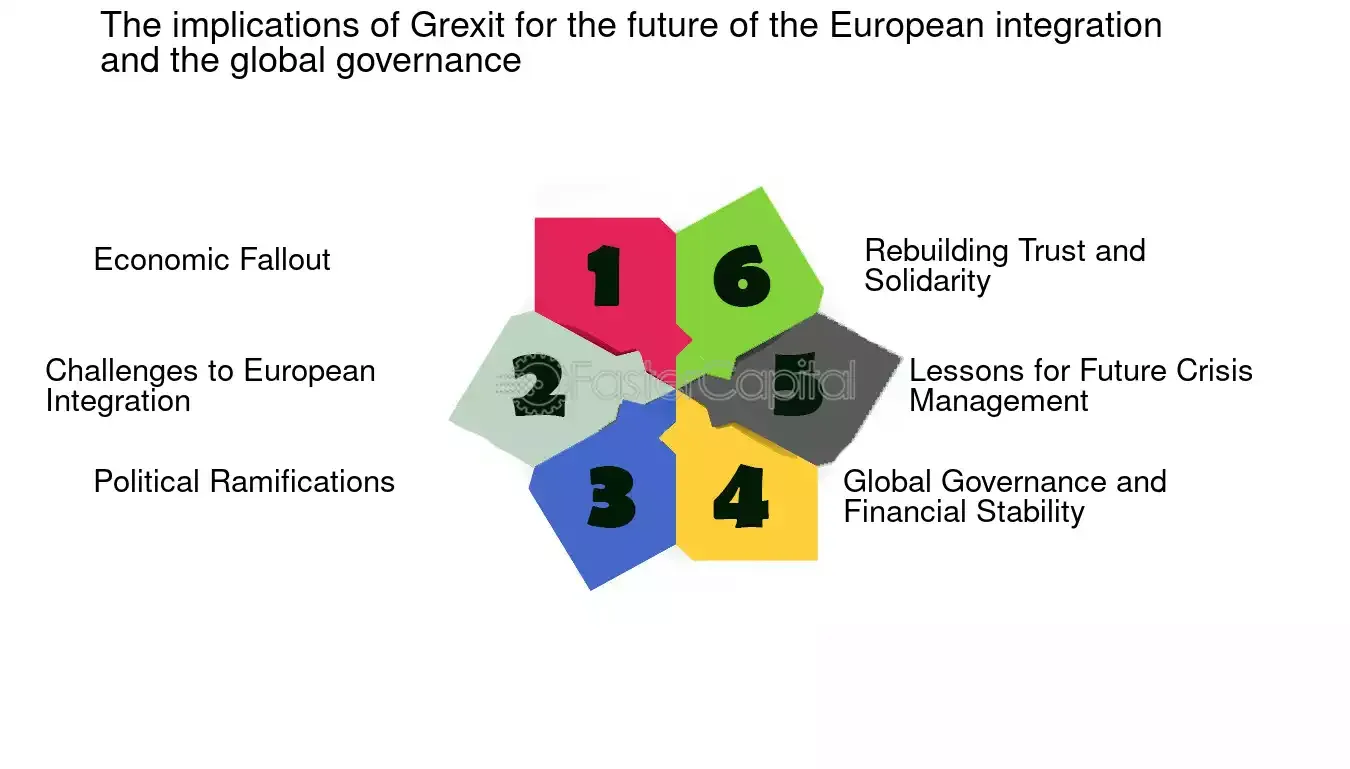 The implications of Grexit for the future of the European integration
and the global governance
1
Economic Fallout
2
Challenges to European
Integration
3
Political Ramifications
4
Global Governance and
Financial Stability
5
Lessons for Future Crisis
Management
6
Rebuilding Trust and
Solidarity
FasterCapital